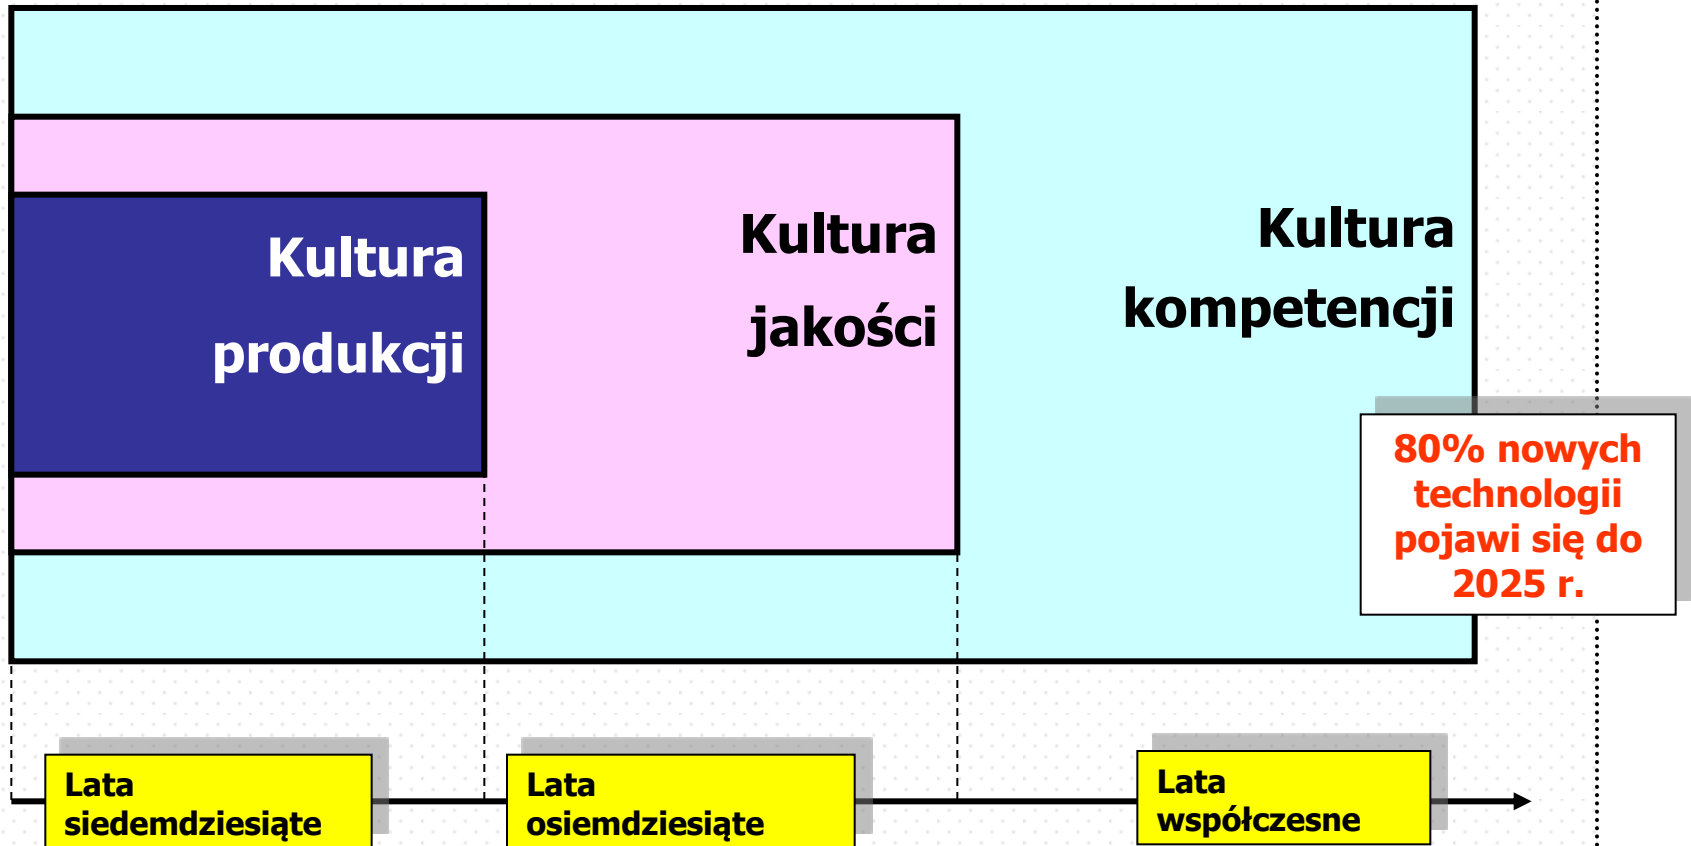 Kultura
produkcji
Kultura
jakości
Kultura
kompetencji
80% nowych
technologii
pojawi się do
2025 r.
Lata
siedemdziesiąte
Lata
osiemdziesiąte
Lata
współczesne